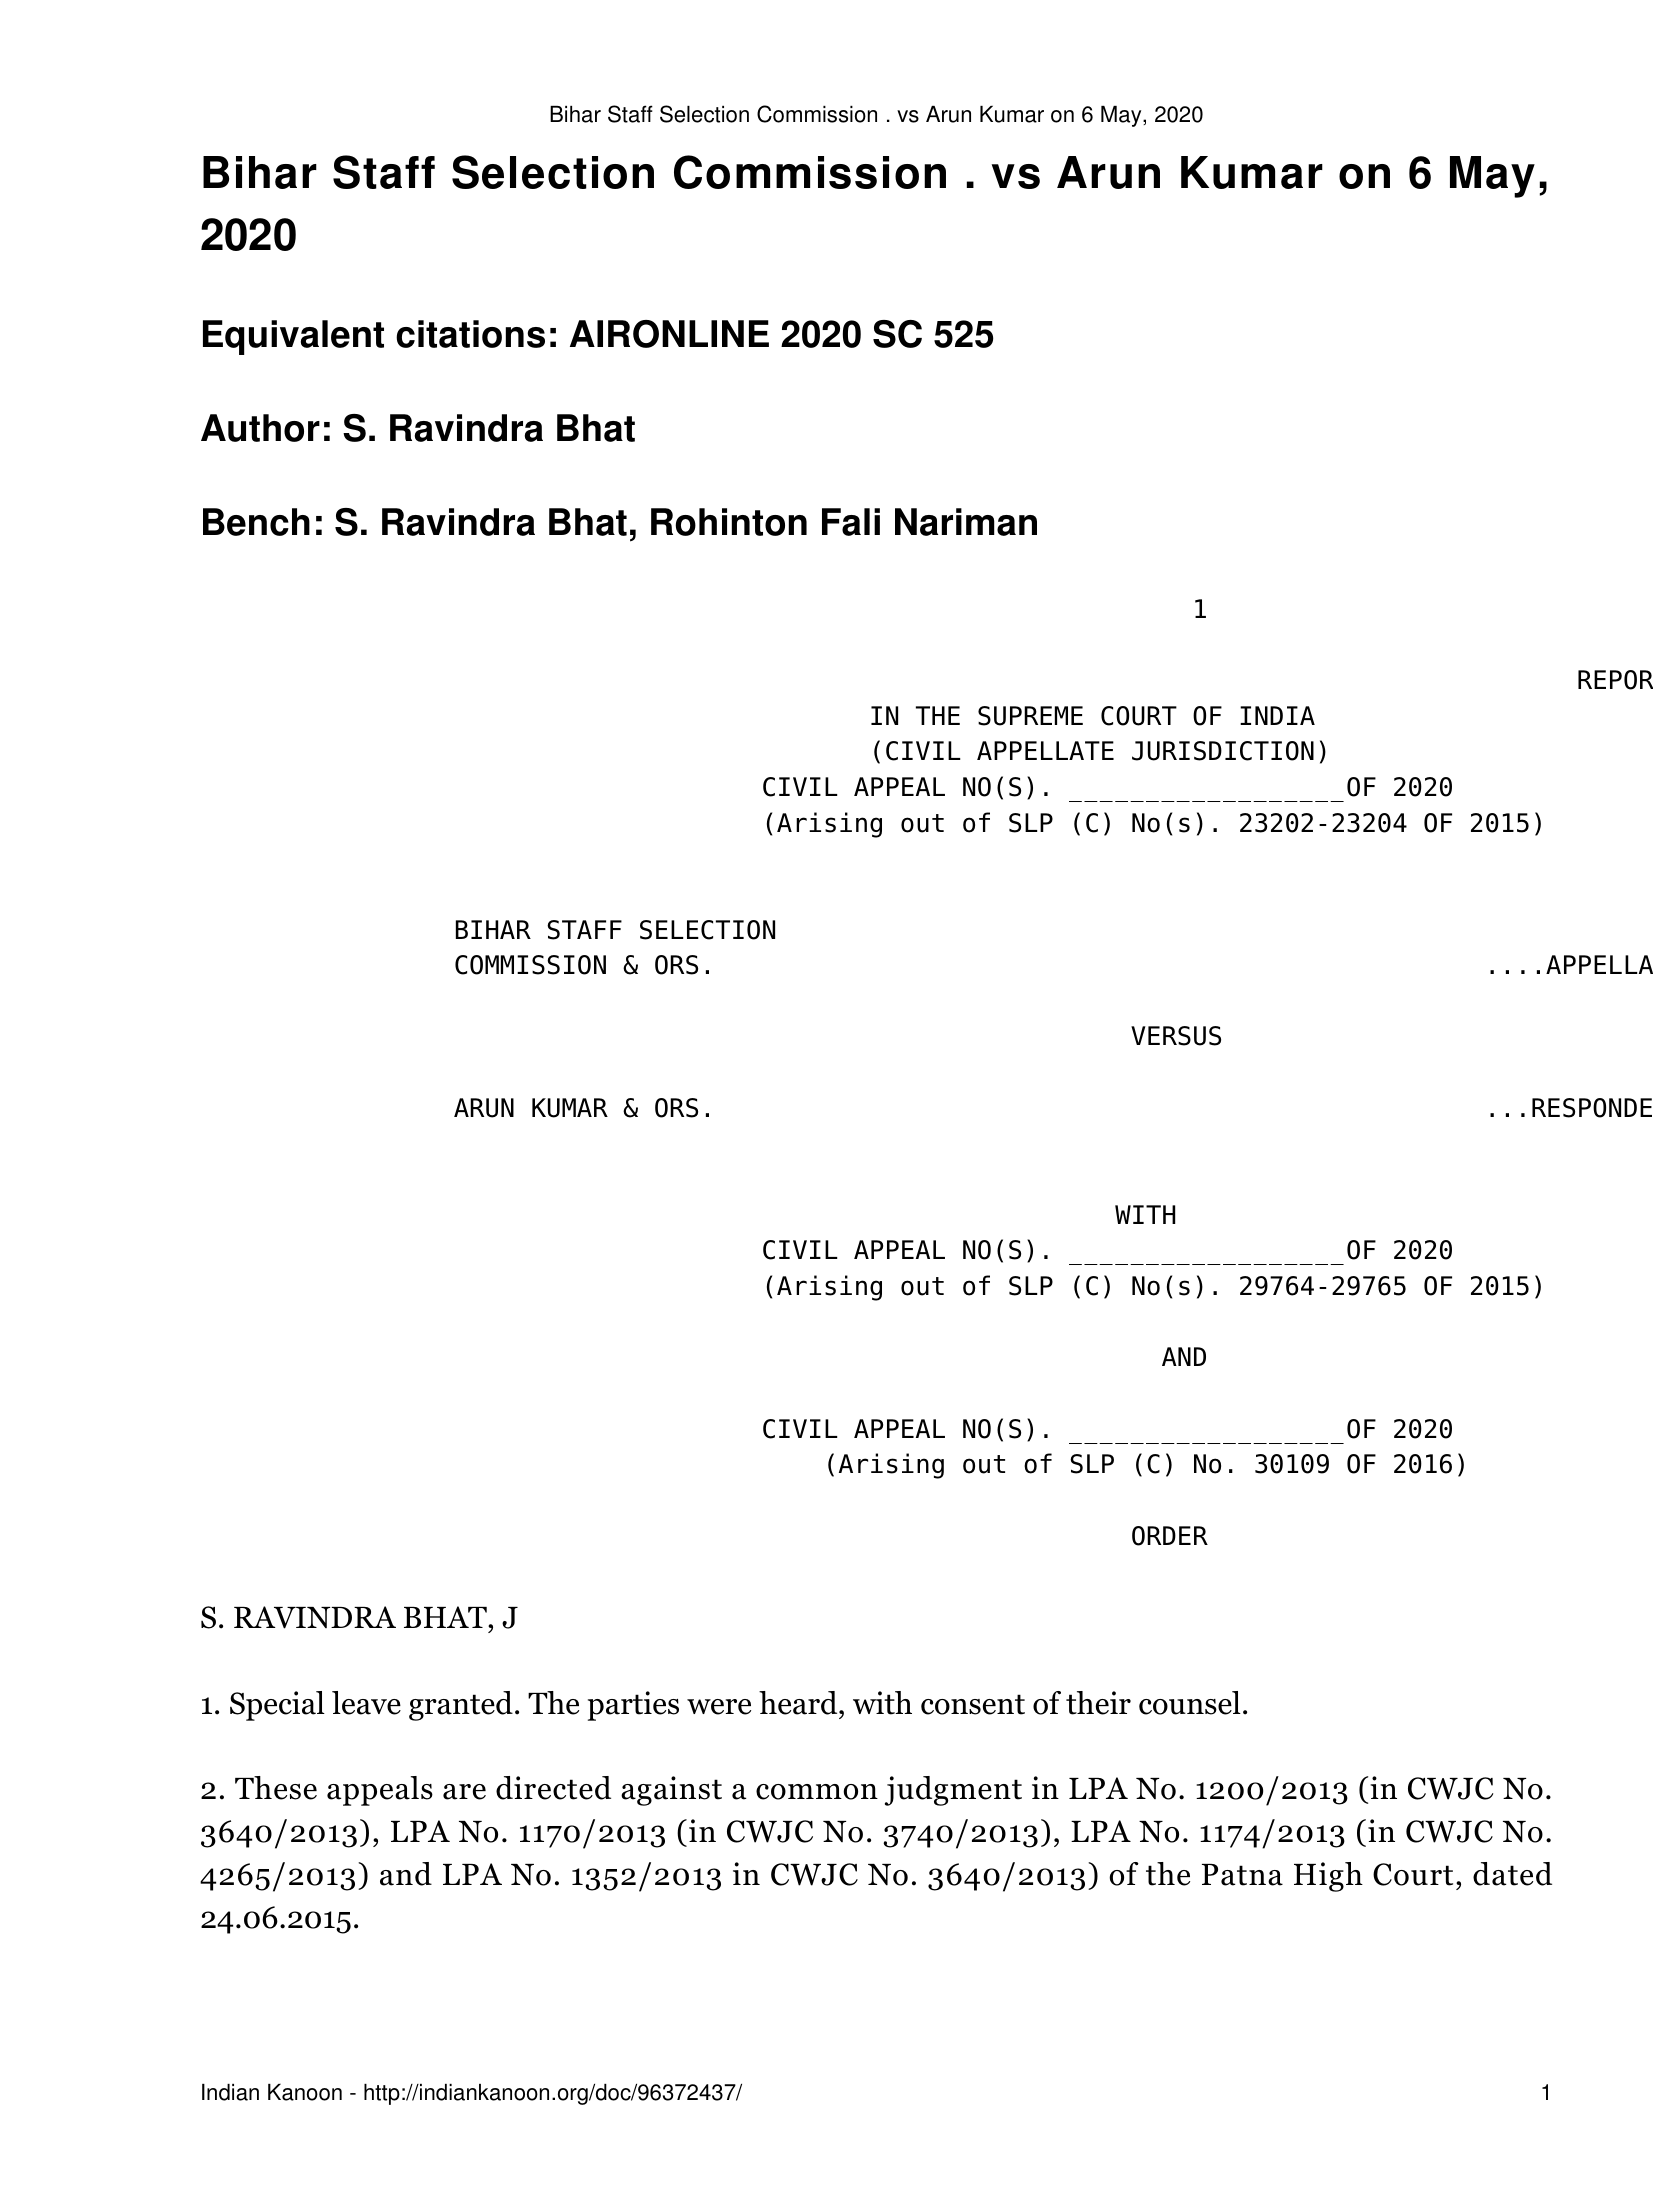 Bihar Staff Selection Commission . vs Arun Kumar on 6 May, 2020
Bihar Staff Selection Commission . vs Arun Kumar on 6 May,
2020
Equivalent citations: AIRONLINE 2020 SC 525
Author: S. Ravindra Bhat
Bench: S. Ravindra Bhat, Rohinton Fali Nariman
1
REPOR
IN THE SUPREME COURT OF INDIA
(CIVIL APPELLATE JURISDICTION)
CIVIL APPEAL NO(S). __________________OF 2020
(Arising out of SLP (C) No(s). 23202-23204 OF 2015)
BIHAR STAFF SELECTION
COMMISSION & ORS. ....APPELLA
VERSUS
ARUN KUMAR & ORS. ...RESPONDE
WITH
CIVIL APPEAL NO(S). __________________OF 2020
(Arising out of SLP (C) No(s). 29764-29765 OF 2015)
AND
CIVIL APPEAL NO(S). __________________OF 2020
(Arising out of SLP (C) No. 30109 OF 2016)
ORDER
S. RAVINDRA BHAT, J
1. Special leave granted. The parties were heard, with consent of their counsel.
2. These appeals are directed against a common judgment in LPA No. 1200/2013 (in CWJC No.
3640/2013), LPA No. 1170/2013 (in CWJC No. 3740/2013), LPA No. 1174/2013 (in CWJC No.
4265/2013) and LPA No. 1352/2013 in CWJC No. 3640/2013) of the Patna High Court, dated
24.06.2015.
Indian Kanoon - http://indiankanoon.org/doc/96372437/ 1